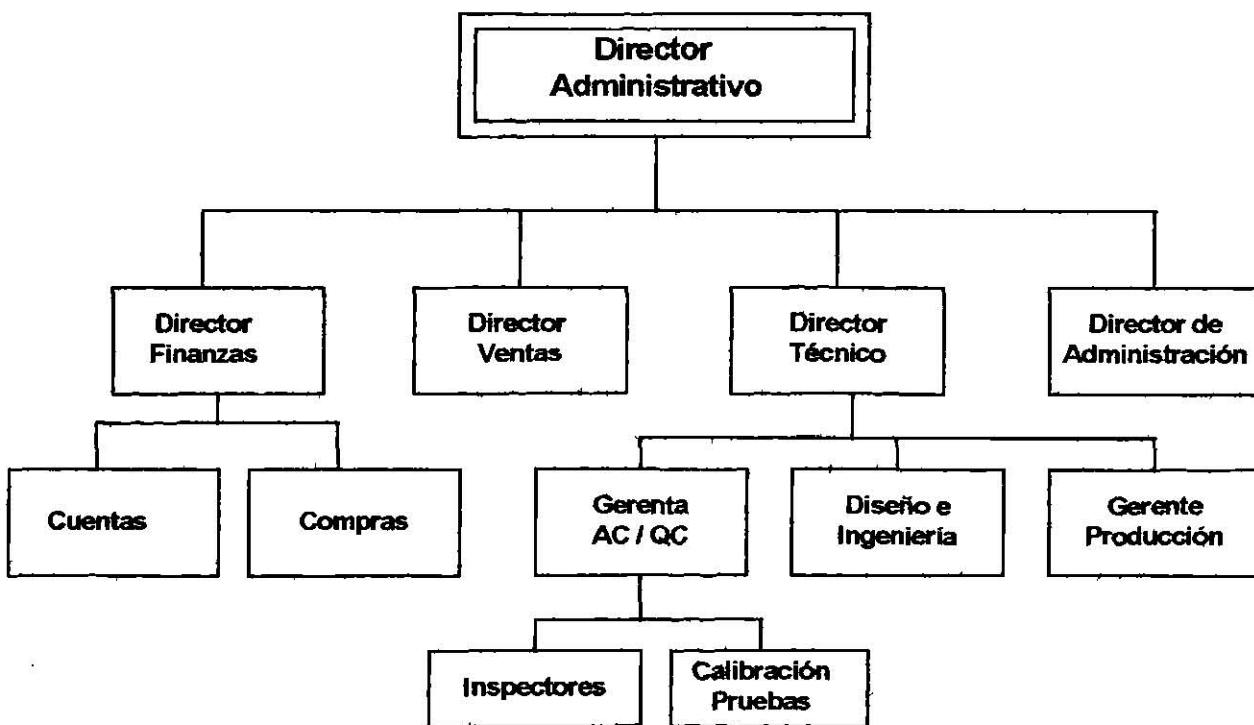 Director
Administrativo
Director
Finanzas
Director
Ventas
Director
Técnico
Director de
Administración
Cuentas
Compras
Gerenta
AC / QC
Diseño e
Ingeniería
Gerente
Producción
Inspectores
Calibración
Pruebas